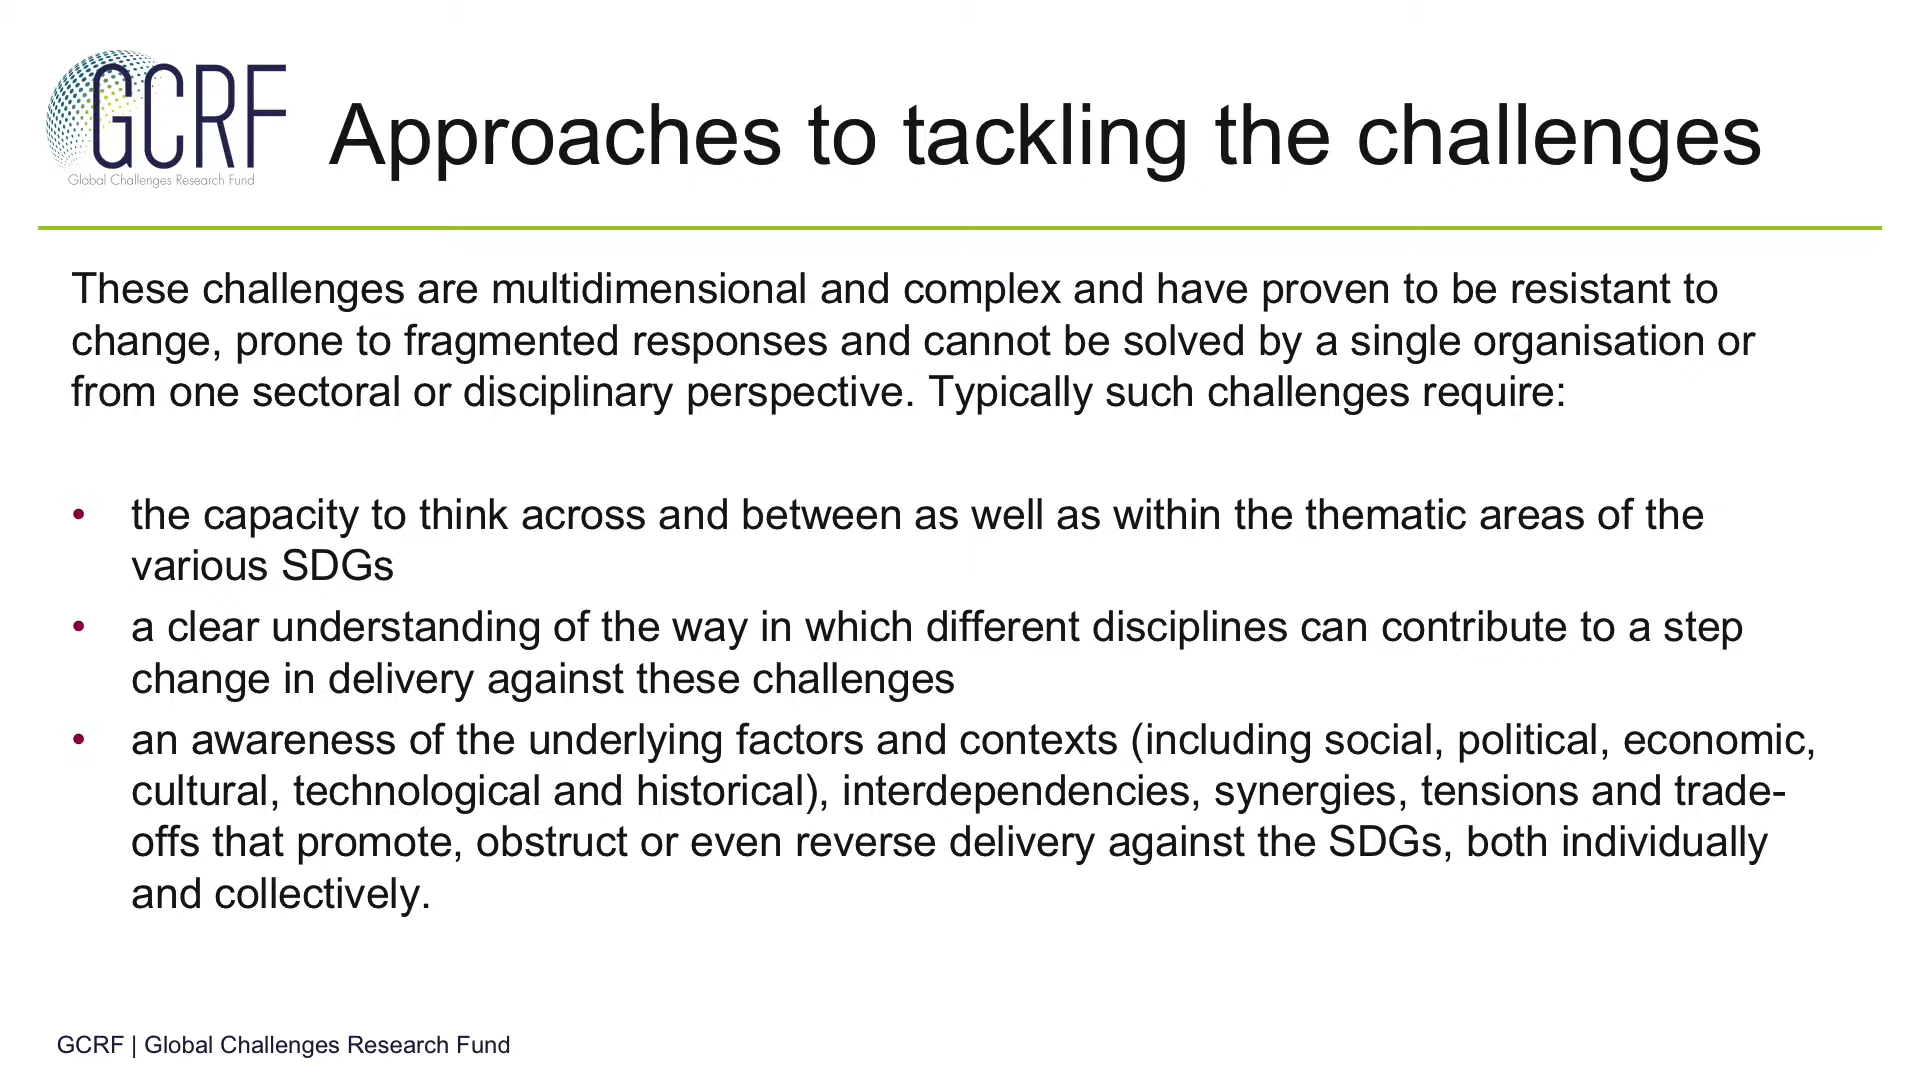 GCRF
Global Challenges Research Fund
Approaches to tackling the challenges
These challenges are multidimensional and complex and have proven to be resistant to
change, prone to fragmented responses and cannot be solved by a single organisation or
from one sectoral or disciplinary perspective. Typically such challenges require:
• the capacity to think across and between as well as within the thematic areas of the
various SDGs
• a clear understanding of the way in which different disciplines can contribute to a step
change in delivery against these challenges
• an awareness of the underlying factors and contexts (including social, political, economic,
cultural, technological and historical), interdependencies, synergies, tensions and trade-
offs that promote, obstruct or even reverse delivery against the SDGs, both individually
and collectively.
GCRF | Global Challenges Research Fund